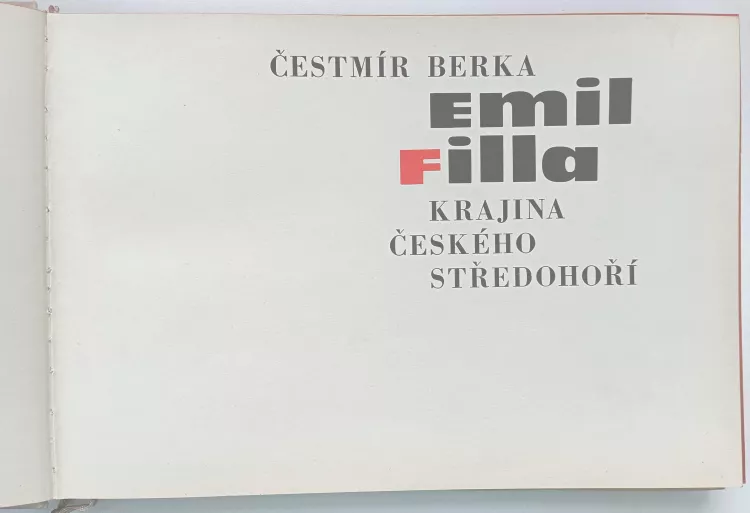 ČESTMÍR BERKA
Emil
Filla
KRAJINA
ČESKÉHO
STŘEDOHOŘÍ